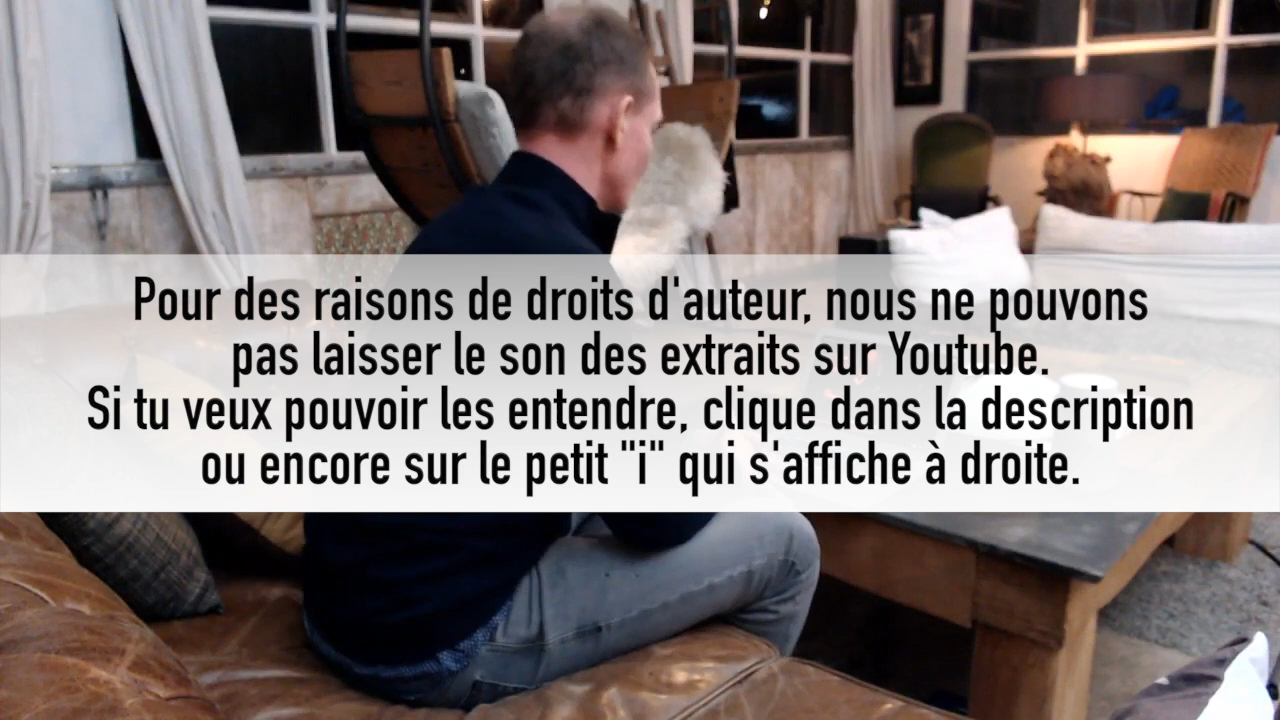 Pour des raisons de droits d'auteur, nous ne pouvons
pas laisser le son des extraits sur Youtube.
Si tu veux pouvoir les entendre, clique dans la description
ou encore sur le petit "i" qui s'affiche à droite.